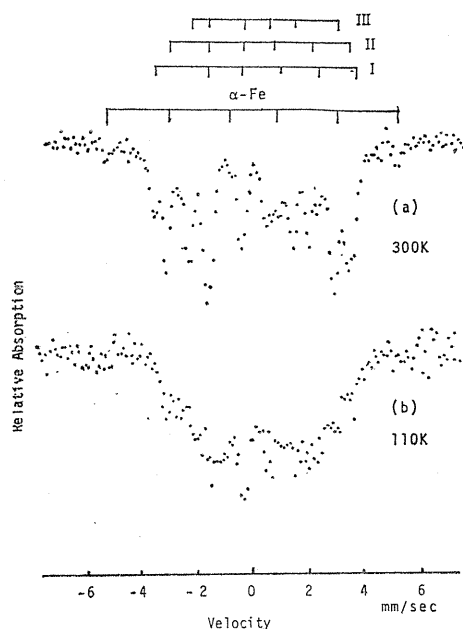 III
II
I
α-Fe
(a)
300K
Relative Absorption
(b)
110K
-6 -4 -2 0 2 4 6
mm/sec
Velocity